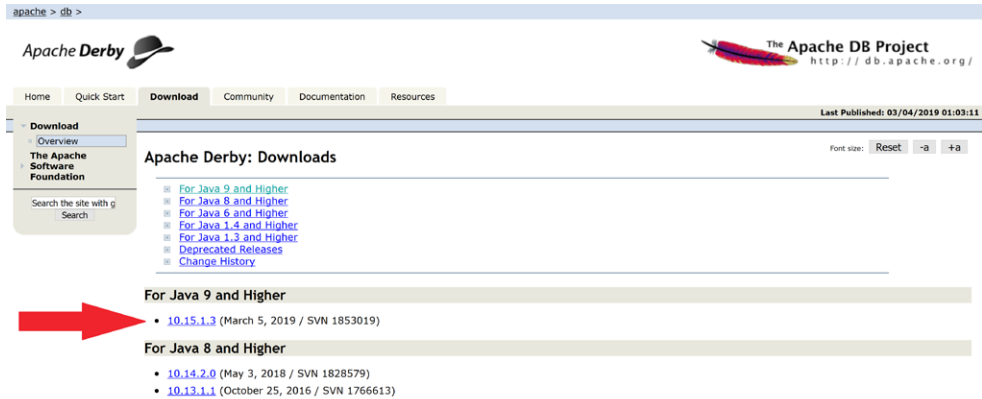 apache > db >
Apache Derby
The Apache DB Project
http://db.apache.org/
Home Quick Start Download Community Documentation Resources
Last Published: 03/04/2019 01:03:11
Download
Overview
The Apache
Software
Foundation
Search the site with g
Search
Font size: Reset -a +a
Apache Derby: Downloads
For Java 9 and Higher
For Java 8 and Higher
For Java 6 and Higher
For Java 1.4 and Higher
For Java 1.3 and Higher
Deprecated Releases
Change History
For Java 9 and Higher
• 10.15.1.3 (March 5, 2019 / SVN 1853019)
For Java 8 and Higher
• 10.14.2.0 (May 3, 2018 / SVN 1828579)
• 10.13.1.1 (October 25, 2016 / SVN 1766613)